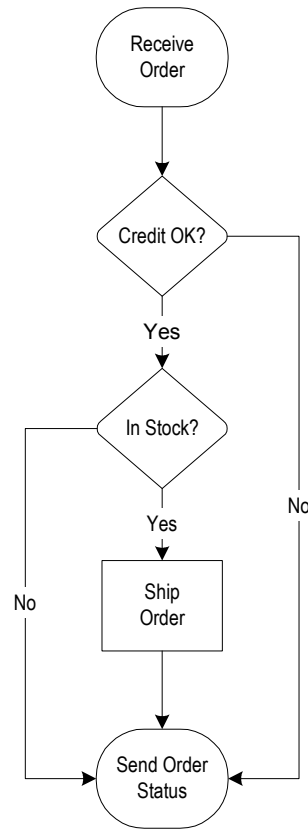 Receive
Order
Credit OK?
Yes
In Stock?
No
Yes
Ship
Order
No
Send Order
Status